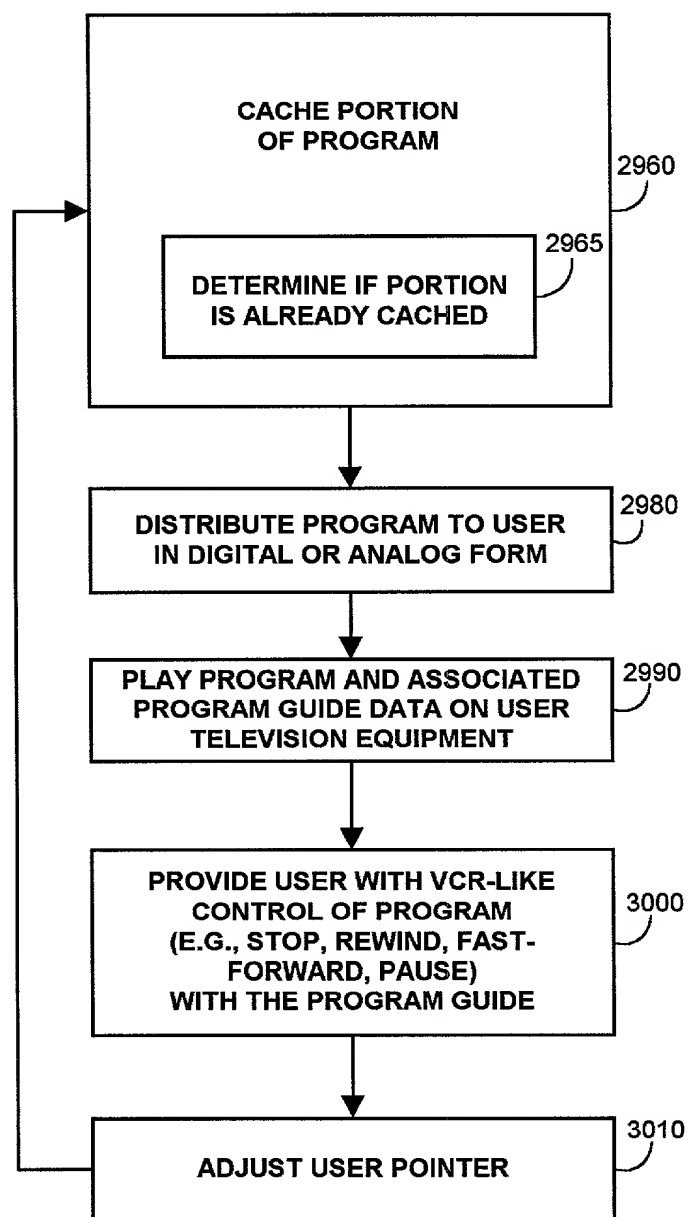 CACHE PORTION
OF PROGRAM
2960
2965
DETERMINE IF PORTION
IS ALREADY CACHED
2980
DISTRIBUTE PROGRAM TO USER
IN DIGITAL OR ANALOG FORM
2990
PLAY PROGRAM AND ASSOCIATED
PROGRAM GUIDE DATA ON USER
TELEVISION EQUIPMENT
3000
PROVIDE USER WITH VCR-LIKE
CONTROL OF PROGRAM
(E.G., STOP, REWIND, FAST-
FORWARD, PAUSE)
WITH THE PROGRAM GUIDE
3010
ADJUST USER POINTER